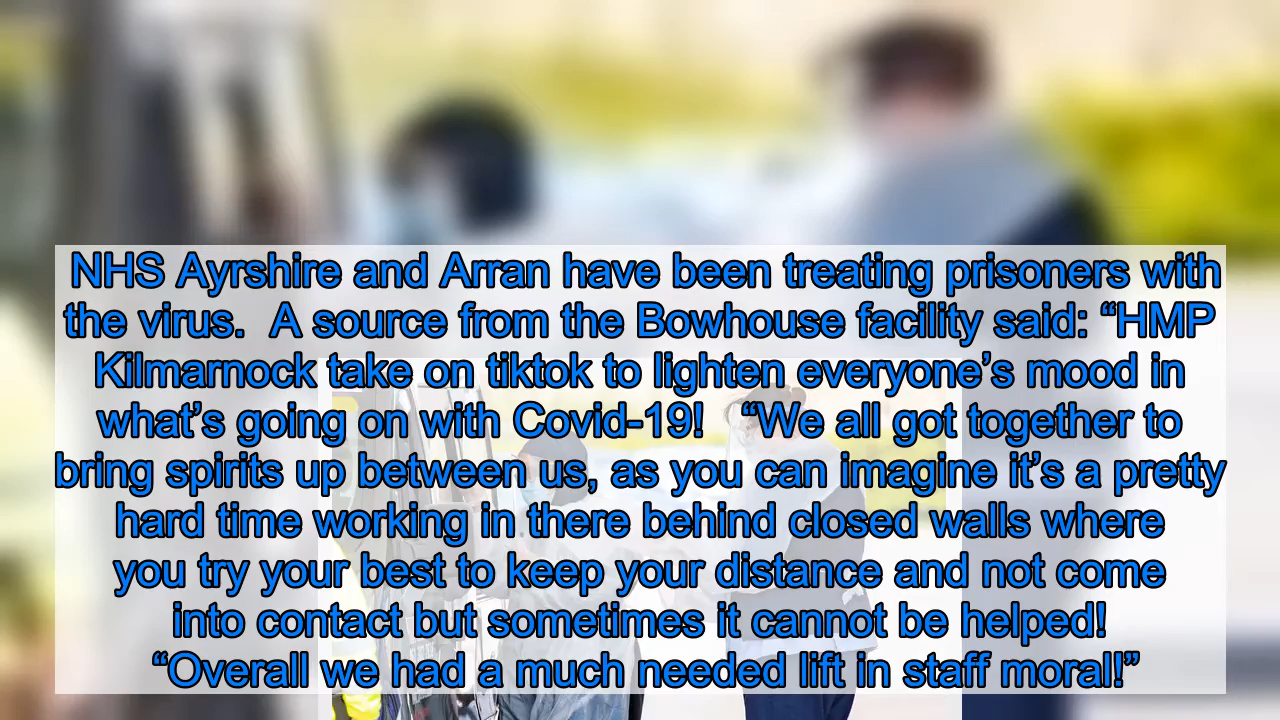 NHS Ayrshire and Arran have been treating prisoners with
the virus.  A source from the Bowhouse facility said: “HMP
Kilmarnock take on tiktok to lighten everyone’s mood in
what’s going on with Covid-19!   “We all got together to
bring spirits up between us, as you can imagine it’s a pretty
hard time working in there behind closed walls where
you try your best to keep your distance and not come
into contact but sometimes it cannot be helped!
“Overall we had a much needed lift in staff moral!”